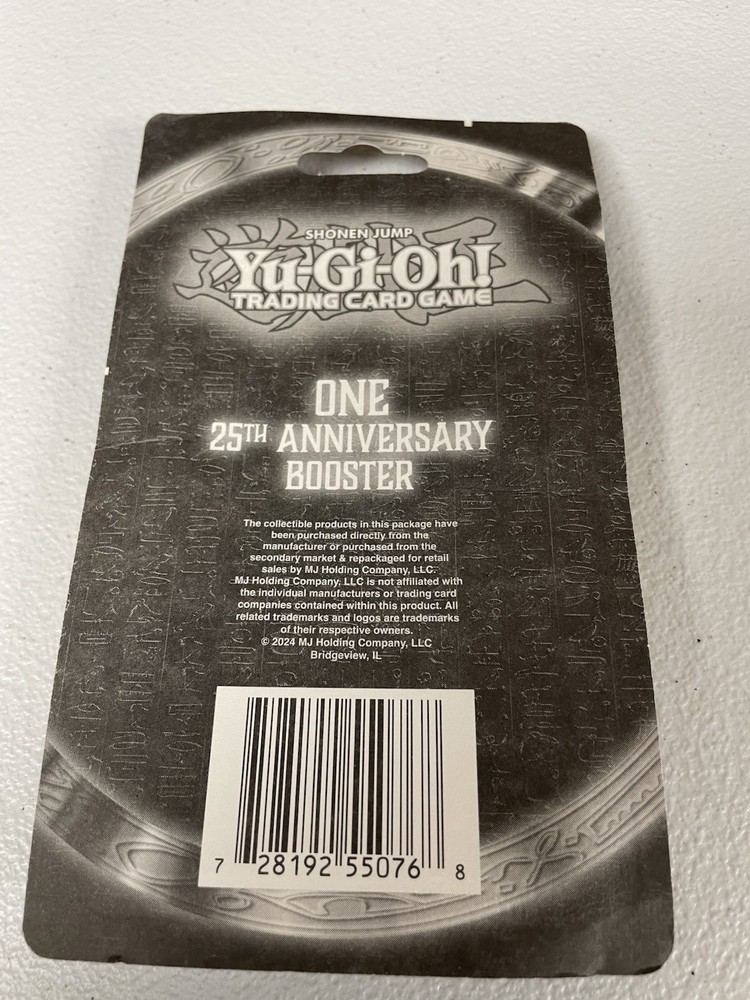 SHONEN JUMP
Yu-Gi-Oh!
TRADING CARD GAME
ONE
25TH ANNIVERSARY
BOOSTER
The collectible products in this package have
been purchased directly from the
manufacturer or purchased from the
secondary market & repackaged for retail
sales by MJ Holding Company, LLC.
MJ Holding Company, LLC is not affiliated with
the individual manufacturers or trading card
companies contained within this product. All
related trademarks and logos are trademarks
of their respective owners.
© 2024 MJ Holding Company, LLC
Bridgeview, IL
7 28192 55076 8